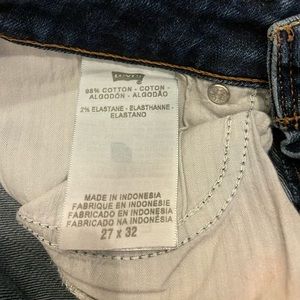 LEVI'S
98% COTTON - COTON -
ALGODÓN - ALGODÃO
2% ELASTANE - ELASTHANNE -
ELASTANO
MADE IN INDONESIA
FABRIQUE EN INDONESIE
FABRICADO EN INDONESIA
FABRICADO NA INDONÉSIA
27 x 32